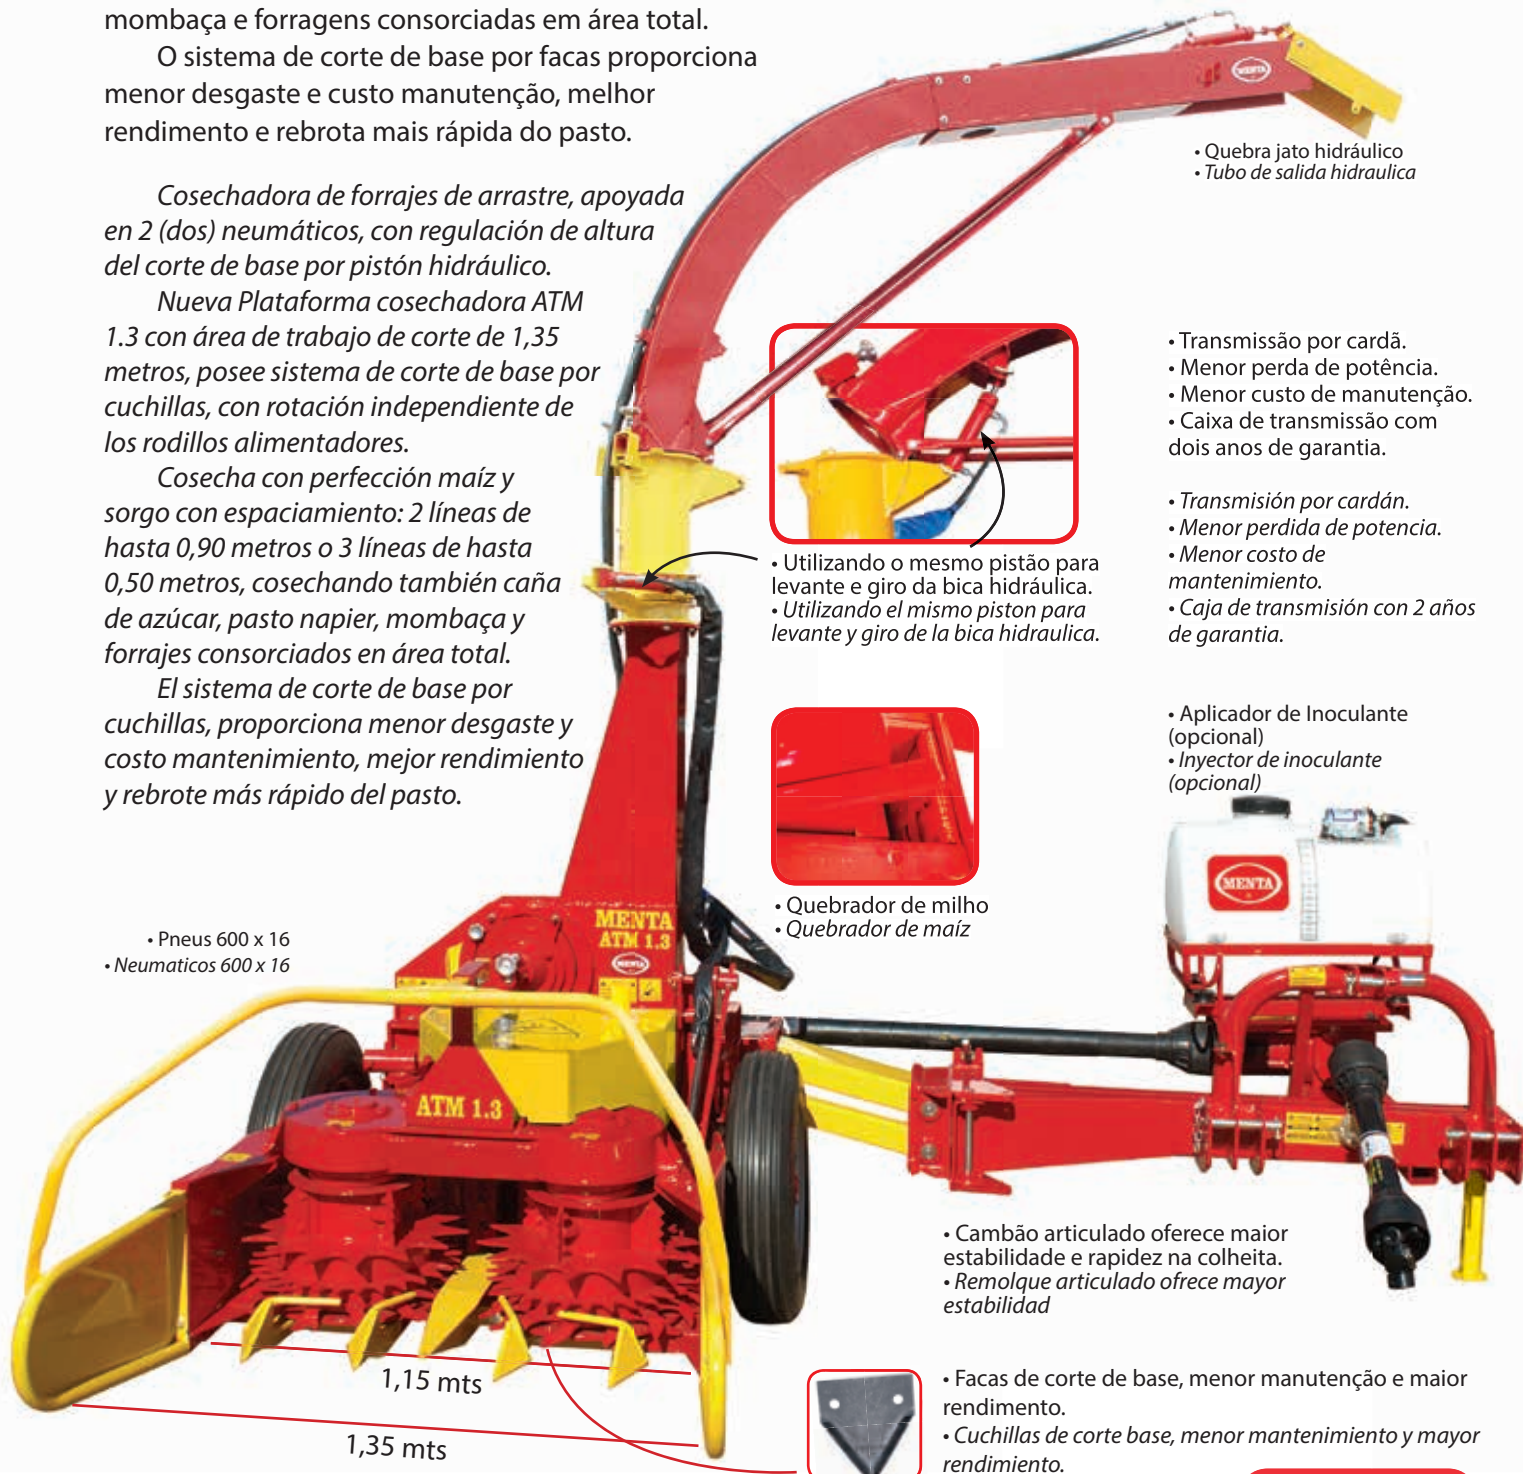 mombaça e forragens consorciadas em área total.
O sistema de corte de base por facas proporciona
menor desgaste e custo manutenção, melhor
rendimento e rebrota mais rápida do pasto.
Cosechadora de forrajes de arrastre, apoyada
en 2 (dos) neumáticos, con regulación de altura
del corte de base por pistón hidráulico.
Nueva Plataforma cosechadora ATM
1.3 con área de trabajo de corte de 1,35
metros, posee sistema de corte de base por
cuchillas, con rotación independiente de
los rodillos alimentadores.
Cosecha con perfección maíz y
sorgo con espaciamiento: 2 líneas de
hasta 0,90 metros o 3 líneas de hasta
0,50 metros, cosechando también caña
de azúcar, pasto napier, mombaça y
forrajes consorciados en área total.
El sistema de corte de base por
cuchillas, proporciona menor desgaste y
costo mantenimiento, mejor rendimiento
y rebrote más rápido del pasto.
MENTA
• Quebra jato hidráulico
• Tubo de salida hidraulica
• Transmissão por cardã.
• Menor perda de potência.
• Menor custo de manutenção.
• Caixa de transmissão com
dois anos de garantia.
• Transmisión por cardán.
• Menor perdida de potencia.
• Menor costo de
mantenimiento.
• Caja de transmisión con 2 años
de garantia.
• Utilizando o mesmo pistão para
levante e giro da bica hidráulica.
• Utilizando el mismo piston para
levante y giro de la bica hidraulica.
• Aplicador de Inoculante
(opcional)
• Inyector de inoculante
(opcional)
MENTA
• Quebrador de milho
• Quebrador de maíz
• Pneus 600 x 16
• Neumaticos 600 x 16
MENTA
ATM 1.3
MENTA
ATM 1.3
• Cambão articulado oferece maior
estabilidade e rapidez na colheita.
• Remolque articulado ofrece mayor
estabilidad
1,15 mts
1,35 mts
• Facas de corte de base, menor manutenção e maior
rendimento.
• Cuchillas de corte base, menor mantenimiento y mayor
rendimiento.